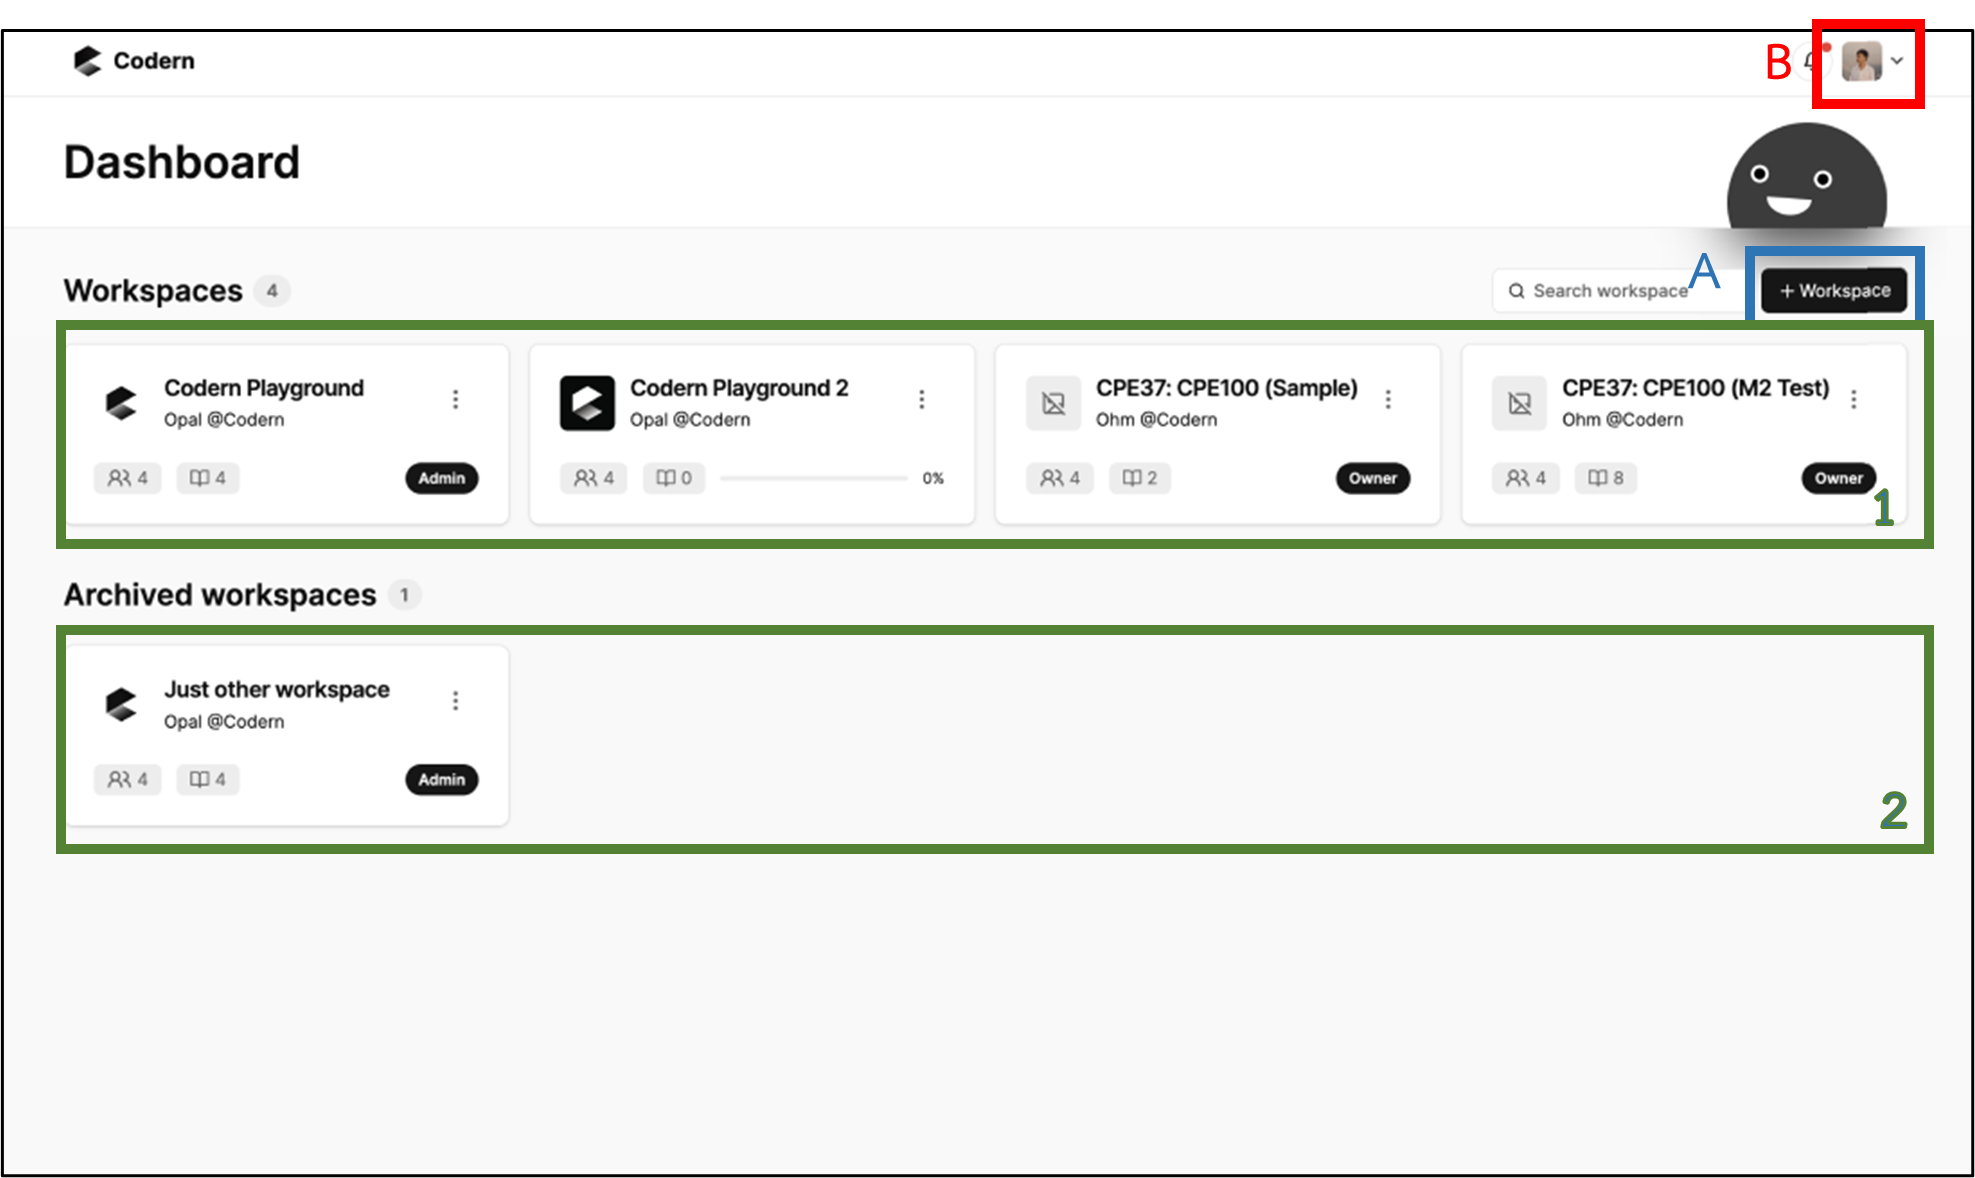 Codern
B
Dashboard
Workspaces 4
Search workspace
A
+ Workspace
Codern Playground
Opal @Codern
4 4 Admin
Codern Playground 2
Opal @Codern
4 0 0%
CPE37: CPE100 (Sample)
Ohm @Codern
4 2 Owner
CPE37: CPE100 (M2 Test)
Ohm @Codern
4 8 Owner
1
Archived workspaces 1
Just other workspace
Opal @Codern
4 4 Admin
2